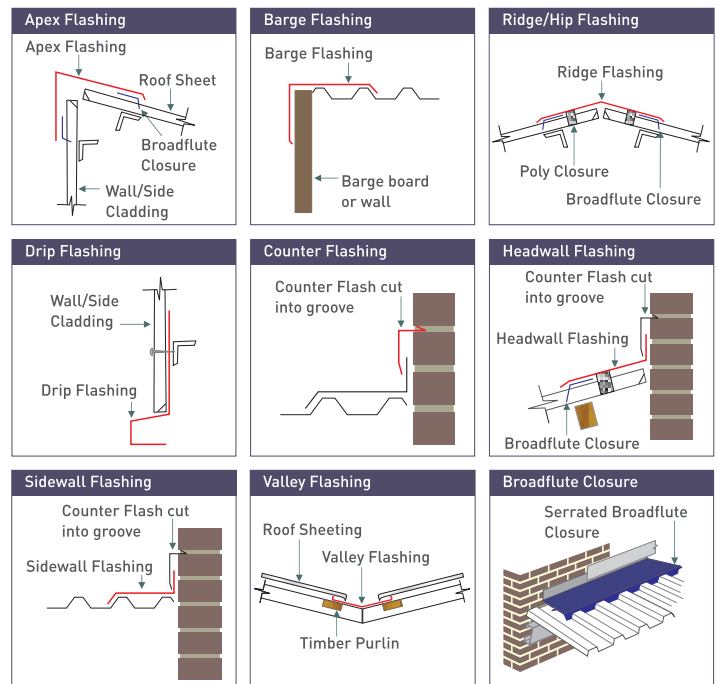 Apex Flashing
Apex Flashing
Roof Sheet
Broadflute
Closure
Wall/Side
Cladding
Barge Flashing
Barge Flashing
Barge board
or wall
Ridge/Hip Flashing
Ridge Flashing
Poly Closure
Broadflute Closure
Drip Flashing
Wall/Side
Cladding
Drip Flashing
Counter Flashing
Counter Flash cut
into groove
Headwall Flashing
Counter Flash cut
into groove
Headwall Flashing
Broadflute Closure
Sidewall Flashing
Counter Flash cut
into groove
Sidewall Flashing
Valley Flashing
Roof Sheeting
Valley Flashing
Timber Purlin
Broadflute Closure
Serrated Broadflute
Closure